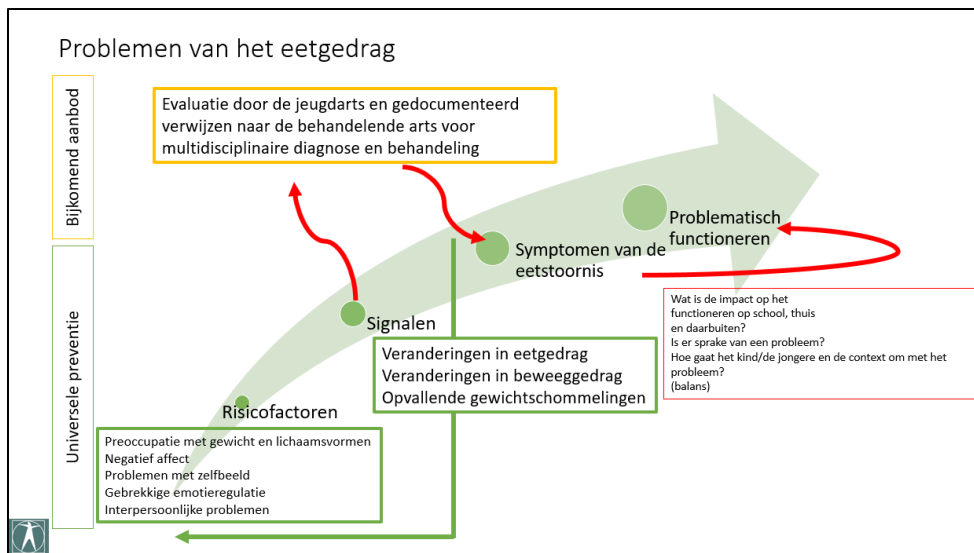 Problemen van het eetgedrag
Bijkomend aanbod
Evaluatie door de jeugdarts en gedocumenteerd
verwijzen naar de behandelende arts voor
multidisciplinaire diagnose en behandeling
Problematisch
functioneren
Symptomen van de
eetstoornis
Wat is de impact op het
functioneren op school, thuis
en daarbuiten?
Is er sprake van een probleem?
Hoe gaat het kind/de jongere en de context om met het
probleem?
(balans)
Universele preventie
Signalen
Veranderingen in eetgedrag
Veranderingen in beweeggedrag
Opvallende gewichtschommelingen
Risicofactoren
Preoccupatie met gewicht en lichaamsvormen
Negatief affect
Problemen met zelfbeeld
Gebrekkige emotieregulatie
Interpersoonlijke problemen